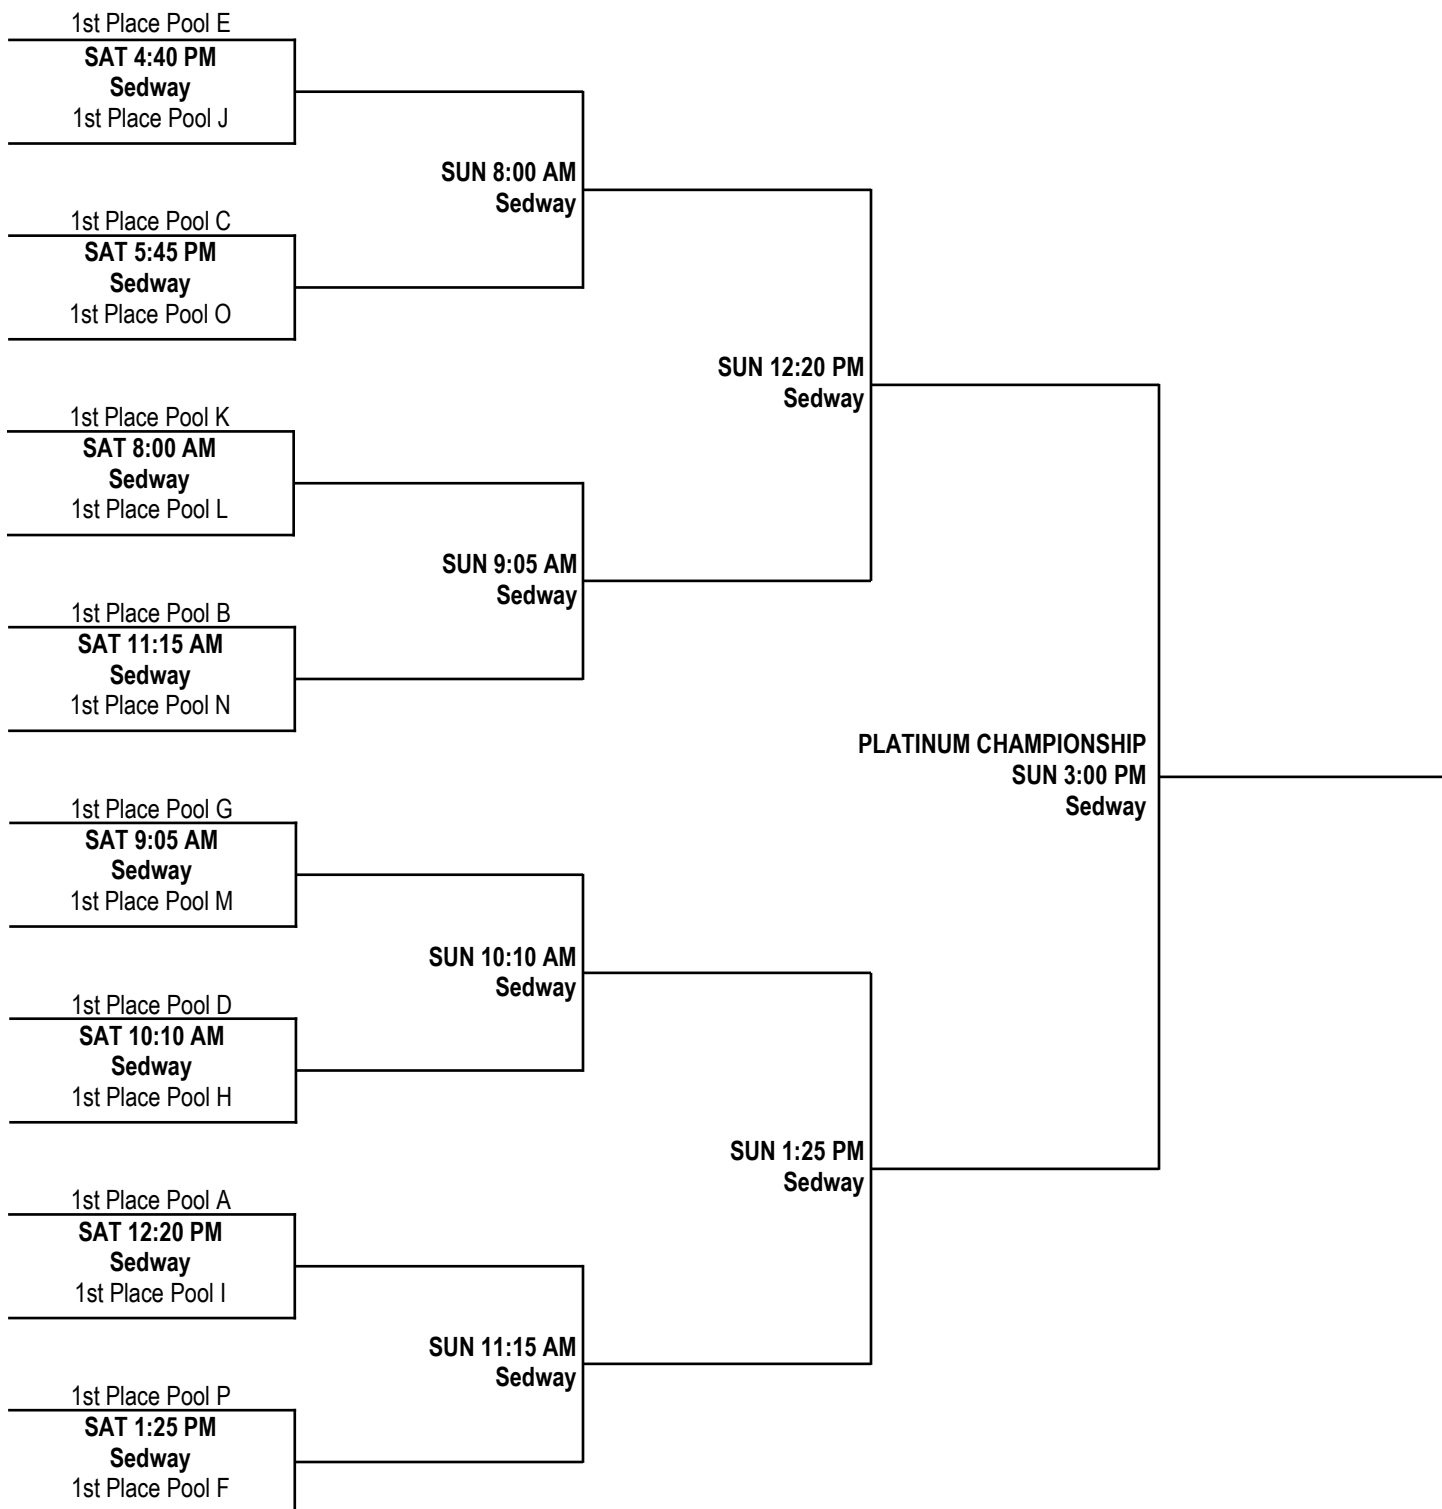 1st Place Pool E
SAT 4:40 PM
Sedway
1st Place Pool J
SUN 8:00 AM
Sedway
1st Place Pool C
SAT 5:45 PM
Sedway
1st Place Pool O
SUN 12:20 PM
Sedway
1st Place Pool K
SAT 8:00 AM
Sedway
1st Place Pool L
SUN 9:05 AM
Sedway
1st Place Pool B
SAT 11:15 AM
Sedway
1st Place Pool N
PLATINUM CHAMPIONSHIP
SUN 3:00 PM
Sedway
1st Place Pool G
SAT 9:05 AM
Sedway
1st Place Pool M
SUN 10:10 AM
Sedway
1st Place Pool D
SAT 10:10 AM
Sedway
1st Place Pool H
SUN 1:25 PM
Sedway
1st Place Pool A
SAT 12:20 PM
Sedway
1st Place Pool I
SUN 11:15 AM
Sedway
1st Place Pool P
SAT 1:25 PM
Sedway
1st Place Pool F